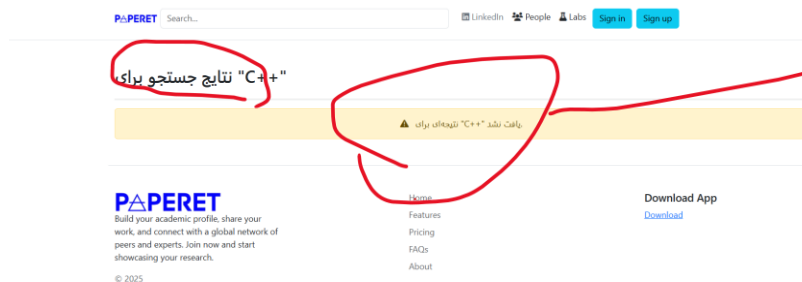 PAPERET Search... LinkedIn People Labs Sign in Sign up
نتایج جستجو برای "C++"
نتیجه‌ای برای "C++" یافت نشد.
PAPERET
Build your academic profile, share your
work, and connect with a global network of
peers and experts. Join now and start
showcasing your research.
© 2025
Home
Features
Pricing
FAQs
About
Download App
Download